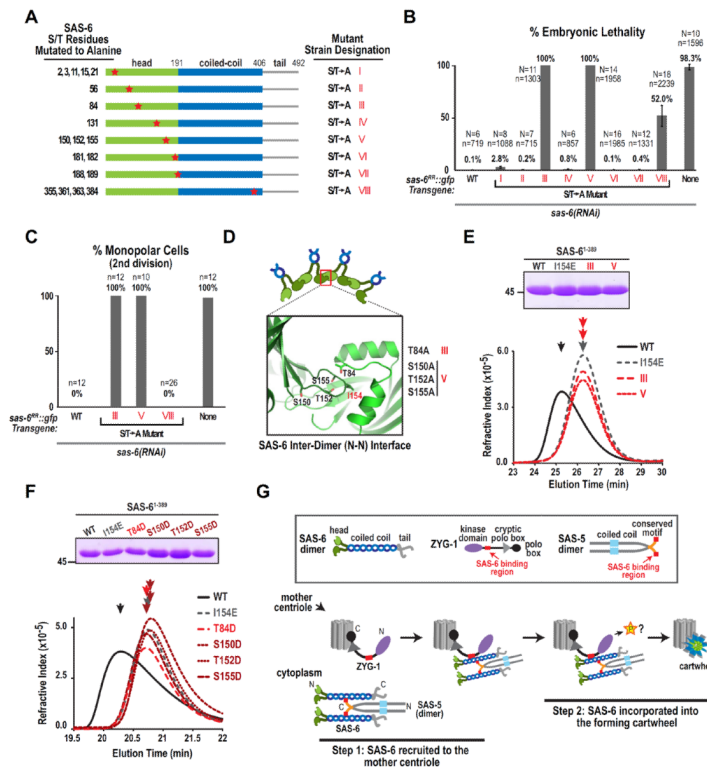 A
SAS-6
S/T Residues
Mutated to Alanine
head
191
coiled-coil
406
tail
492
Mutant
Strain Designation
2, 3, 11, 15, 21
S/T→A I
56
S/T→A II
84
S/T→A III
131
S/T→A IV
150, 152, 155
S/T→A V
181, 182
S/T→A VI
188, 189
S/T→A VII
355, 361, 363, 384
S/T→A VIII
B
% Embryonic Lethality
100
50
0
N=6
n=719
0.1%
N=8
n=1088
2.8%
N=7
n=715
0.2%
N=11
n=1303
100%
N=6
n=857
0.8%
N=14
n=1958
100%
N=16
n=1985
0.1%
N=12
n=1331
0.4%
N=18
n=2239
52.0%
N=10
n=1596
98.3%
sas-6RR::gfp
Transgene:
WT I II III IV V VI VII VIII None
S/T→A Mutant
sas-6(RNAi)
C
% Monopolar Cells
(2nd division)
100
50
0
n=12
0%
n=12
100%
n=10
100%
n=26
0%
n=12
100%
sas-6RR::gfp
Transgene:
WT III V VIII None
S/T→A Mutant
sas-6(RNAi)
D
T84
S155
S150
T152
I154
T84A III
S150A
T152A V
S155A
SAS-6 Inter-Dimer (N-N) Interface
E
SAS-6¹⁻³⁸⁹
WT I154E III V
45
Refractive Index (x10⁻⁵)
6.0
3.0
0.0
WT
I154E
III
V
23 24 25 26 27 28 29 30
Elution Time (min)
F
SAS-6¹⁻³⁸⁹
WT I154E T84D S150D T152D S155D
45
Refractive Index (x10⁻⁵)
5.0
2.5
0.0
WT
I154E
T84D
S150D
T152D
S155D
19.5 20 20.5 21 21.5 22
Elution Time (min)
G
SAS-6
dimer
head
coiled coil
tail
ZYG-1
kinase
domain
cryptic
polo box
polo
box
SAS-6 binding
region
SAS-5
dimer
coiled coil
conserved
motif
SAS-6 binding
region
mother
centriole
C
N
ZYG-1
cytoplasm
N
C
C
N
SAS-5
(dimer)
SAS-6
P
?
cartwhe
Step 1: SAS-6 recruited to the
mother centriole
Step 2: SAS-6 incorporated into
the forming cartwheel